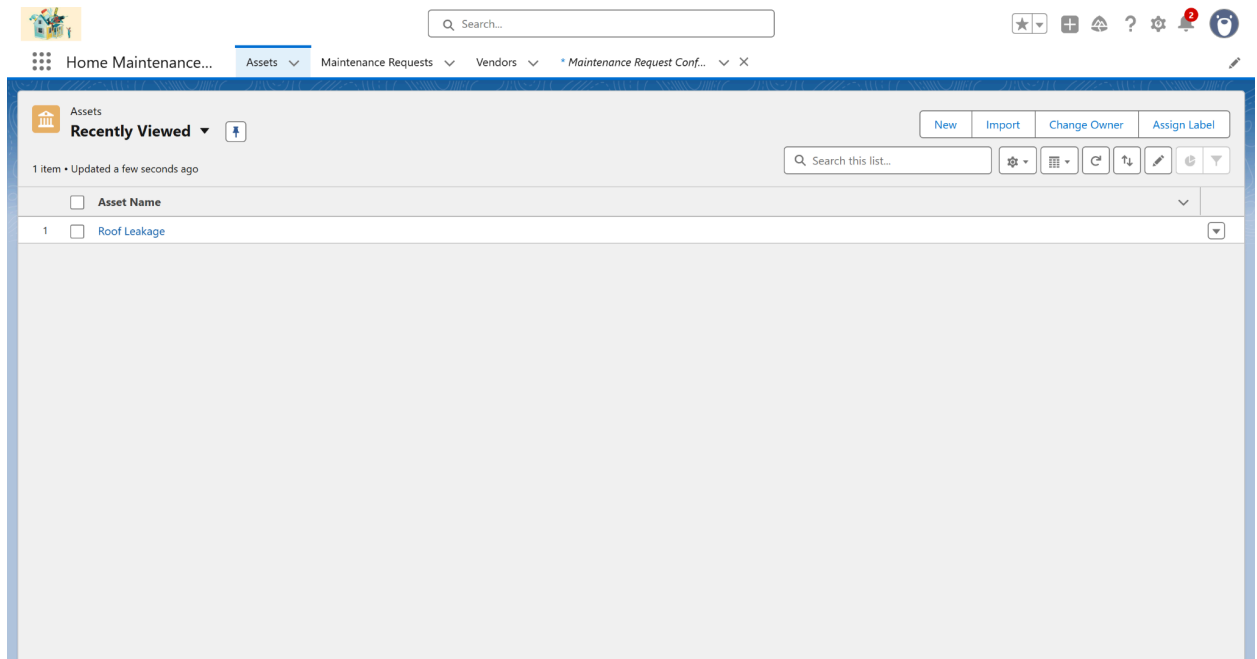 Search...
2
Home Maintenance...
Assets
Maintenance Requests
Vendors
* Maintenance Request Conf...
Assets
Recently Viewed
New
Import
Change Owner
Assign Label
1 item • Updated a few seconds ago
Search this list...
Asset Name
1 Roof Leakage